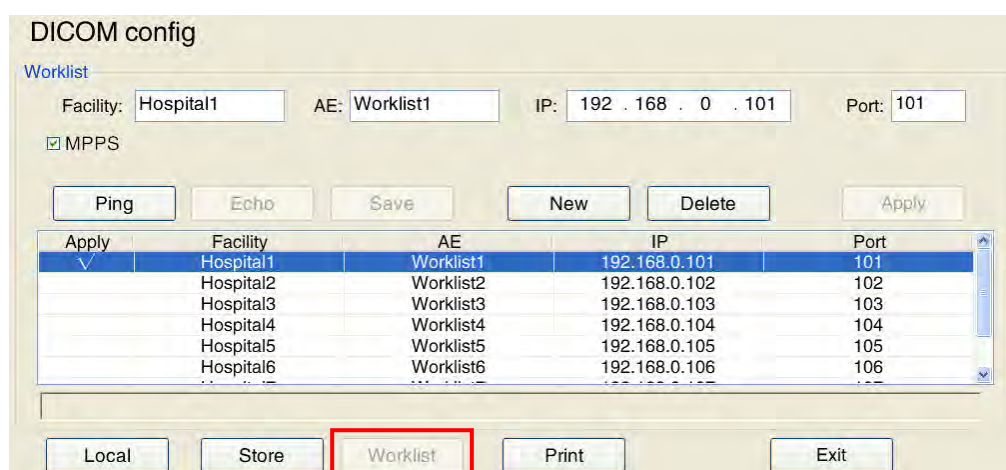 DICOM config
Worklist
Facility: Hospital1 AE: Worklist1 IP: 192 . 168 . 0 . 101 Port: 101
MPPS
Ping Echo Save New Delete Apply
Apply Facility AE IP Port
√ Hospital1 Worklist1 192.168.0.101 101
Hospital2 Worklist2 192.168.0.102 102
Hospital3 Worklist3 192.168.0.103 103
Hospital4 Worklist4 192.168.0.104 104
Hospital5 Worklist5 192.168.0.105 105
Hospital6 Worklist6 192.168.0.106 106
Local Store Worklist Print Exit